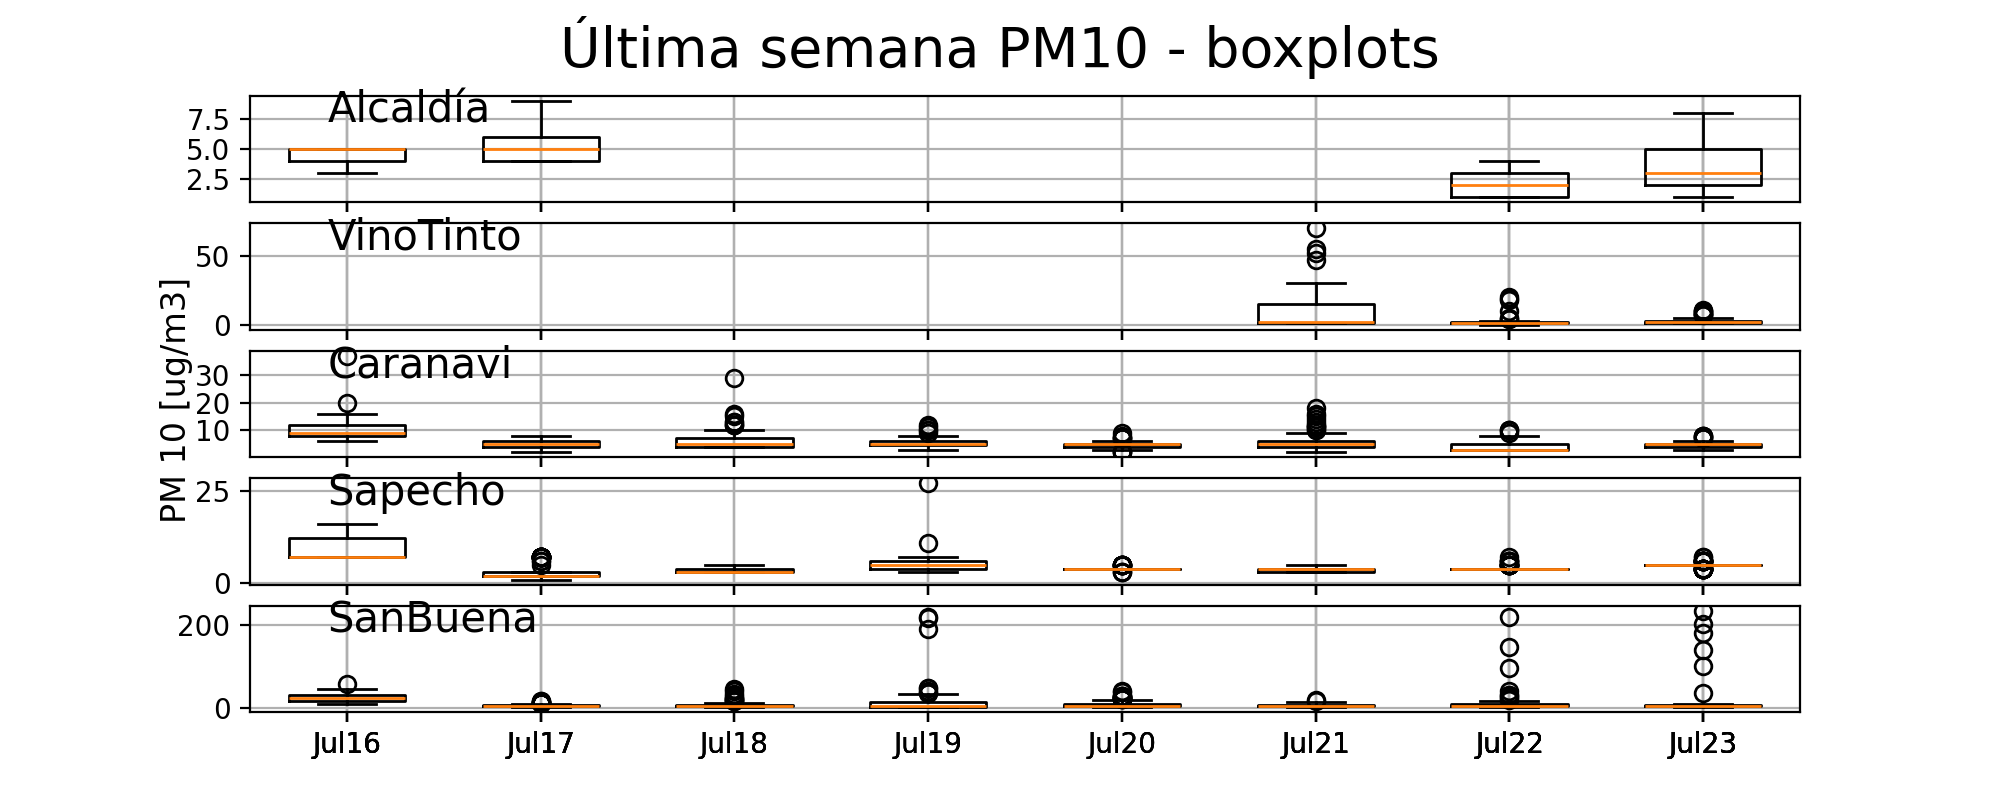 Última semana PM10 - boxplots
PM 10 [ug/m3]
Alcaldía
7.5
5.0
2.5
VinoTinto
50
0
Caranavi
30
20
10
Sapecho
25
0
SanBuena
200
0
Jul16 Jul17 Jul18 Jul19 Jul20 Jul21 Jul22 Jul23